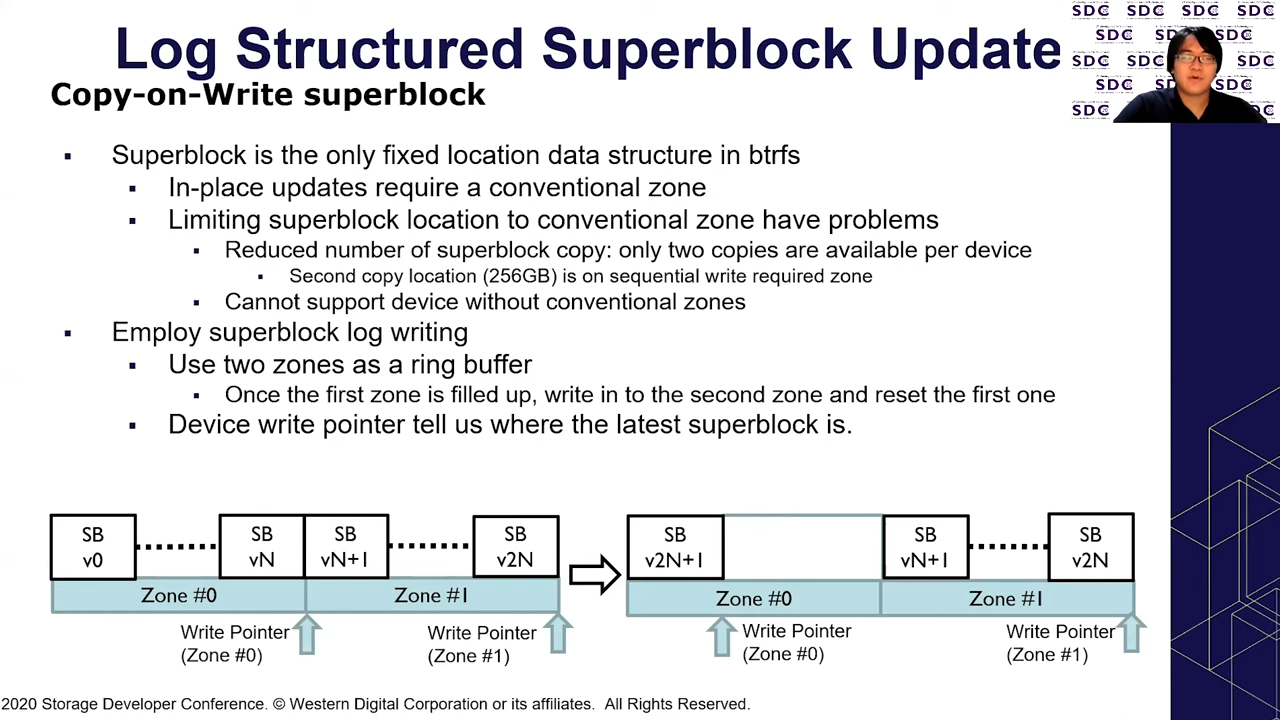 Log Structured Superblock Update
Copy-on-Write superblock
Superblock is the only fixed location data structure in btrfs
In-place updates require a conventional zone
Limiting superblock location to conventional zone have problems
Reduced number of superblock copy: only two copies are available per device
Second copy location (256GB) is on sequential write required zone
Cannot support device without conventional zones
Employ superblock log writing
Use two zones as a ring buffer
Once the first zone is filled up, write in to the second zone and reset the first one
Device write pointer tell us where the latest superblock is.
SB v0
SB vN
SB vN+1
SB v2N
Zone #0
Zone #1
Write Pointer (Zone #0)
Write Pointer (Zone #1)
SB v2N+1
SB vN+1
SB v2N
Zone #0
Zone #1
Write Pointer (Zone #0)
Write Pointer (Zone #1)
2020 Storage Developer Conference. © Western Digital Corporation or its affiliates. All Rights Reserved.
SDC SDC SDC SDC
SDC SDC SDC
SDC SDC
SDC SDC
SDC SDC